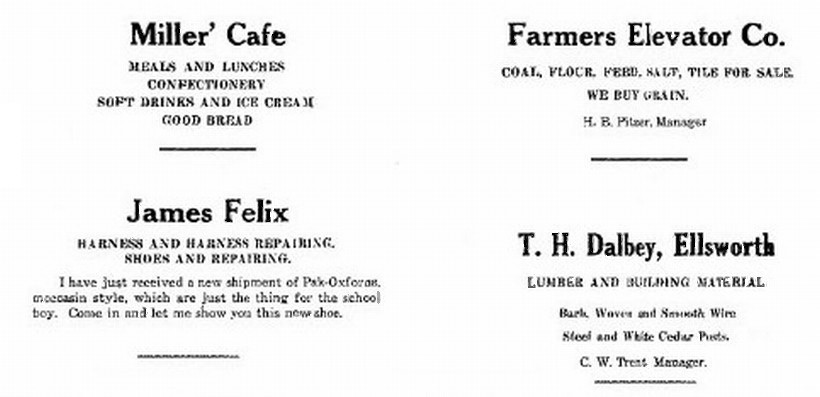 Miller' Cafe
MEALS AND LUNCHES
CONFECTIONERY
SOFT DRINKS AND ICE CREAM
GOOD BREAD
James Felix
HARNESS AND HARNESS REPAIRING.
SHOES AND REPAIRING.
I have just received a new shipment of Pak-Oxfords,
moccasin style, which are just the thing for the school
boy. Come in and let me show you this new shoe.
Farmers Elevator Co.
COAL, FLOUR, FEED, SALT, TILE FOR SALE.
WE BUY GRAIN.
H. B. Pitzer, Manager
T. H. Dalbey, Ellsworth
LUMBER AND BUILDING MATERIAL
Barb, Woven and Smooth Wire
Steel and White Cedar Posts.
C. W. Trent Manager.